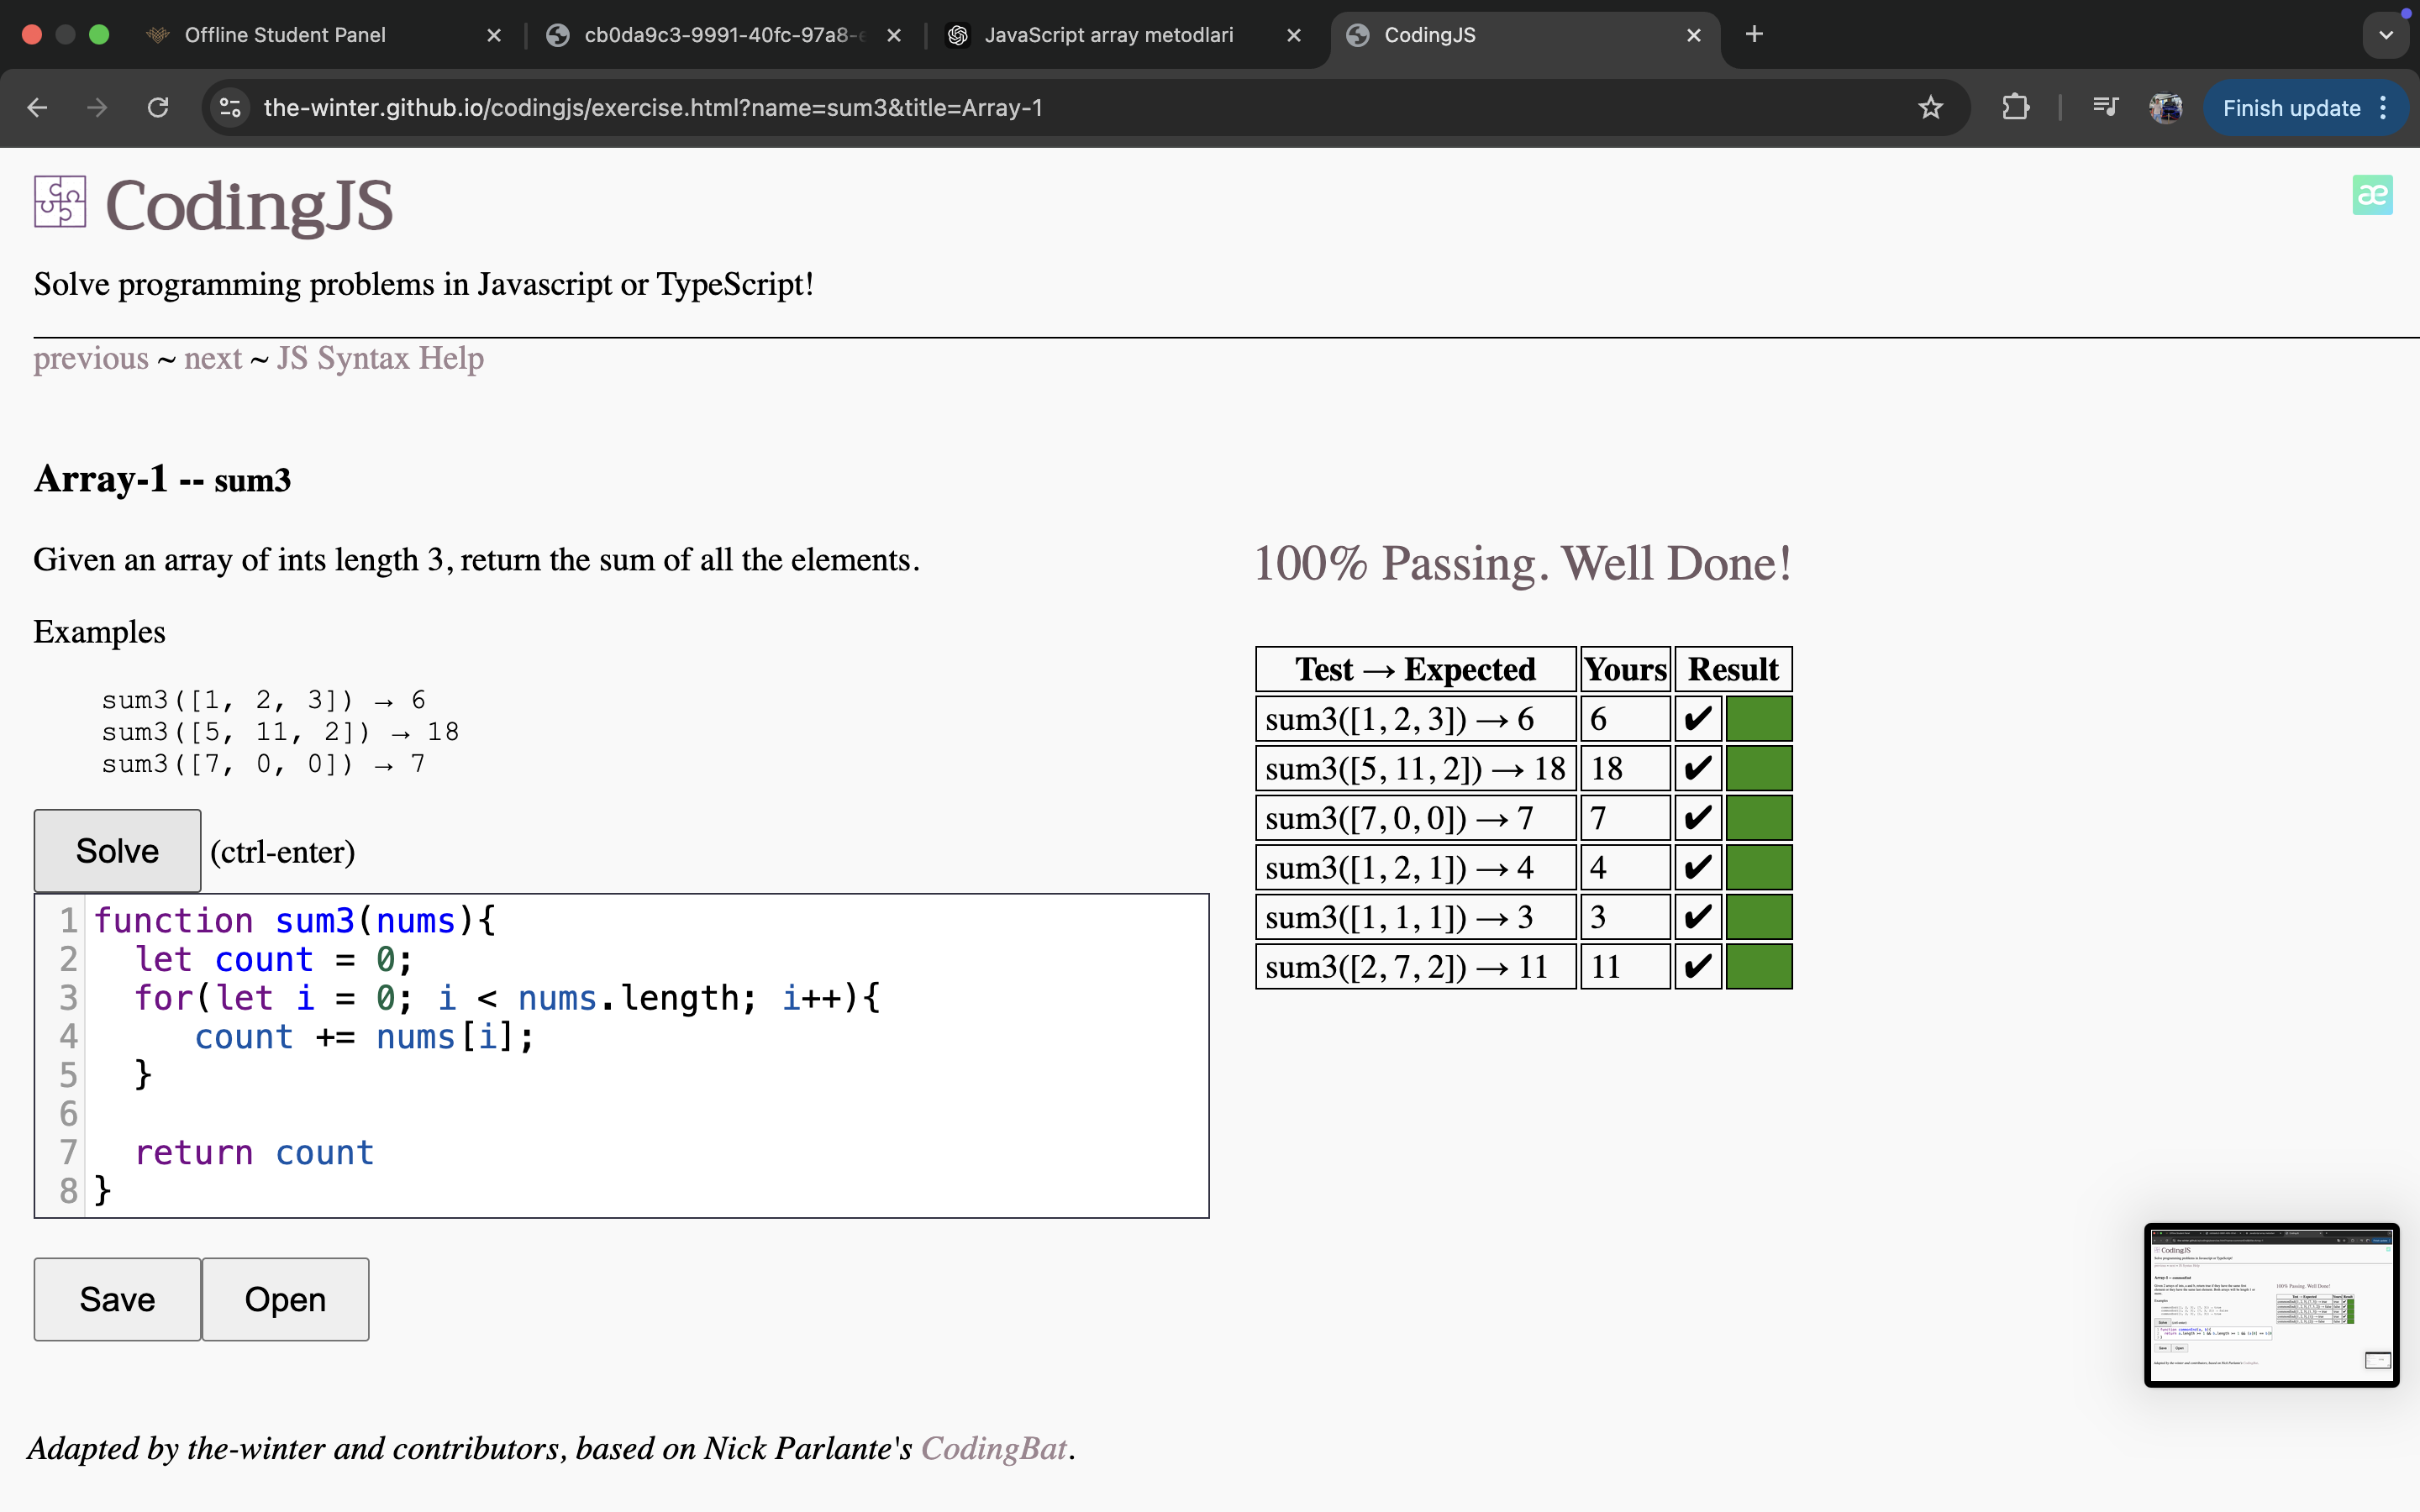 Offline Student Panel
cb0da9c3-9991-40fc-97a8-
JavaScript array metodlari
CodingJS
the-winter.github.io/codingjs/exercise.html?name=sum3&title=Array-1
Finish update
CodingJS
æ
Solve programming problems in Javascript or TypeScript!
previous ~ next ~ JS Syntax Help
Array-1 -- sum3
Given an array of ints length 3, return the sum of all the elements.
Examples
sum3([1, 2, 3]) → 6
sum3([5, 11, 2]) → 18
sum3([7, 0, 0]) → 7
Solve (ctrl-enter)
1 function sum3(nums){
2 let count = 0;
3 for(let i = 0; i < nums.length; i++){
4 count += nums[i];
5 }
6
7 return count
8 }
Save Open
100% Passing. Well Done!
Test → Expected Yours Result
sum3([1, 2, 3]) → 6 6 ✔
sum3([5, 11, 2]) → 18 18 ✔
sum3([7, 0, 0]) → 7 7 ✔
sum3([1, 2, 1]) → 4 4 ✔
sum3([1, 1, 1]) → 3 3 ✔
sum3([2, 7, 2]) → 11 11 ✔
CodingJS
100% Passing. Well Done!
Adapted by the-winter and contributors, based on Nick Parlante's CodingBat.